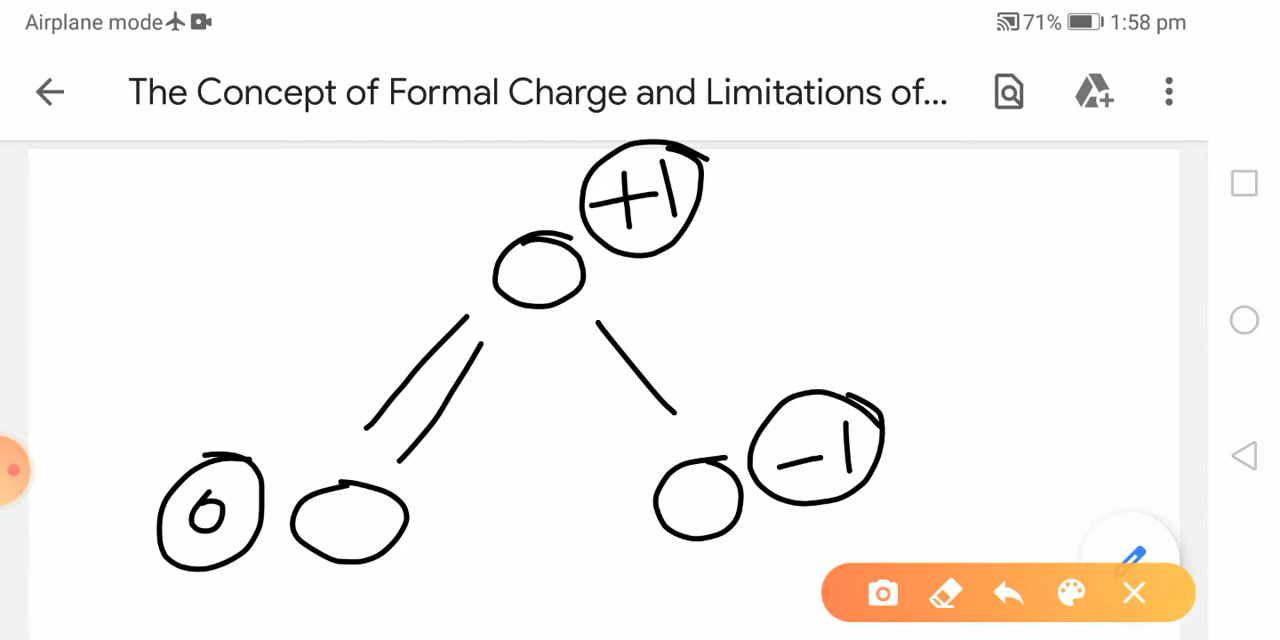 Airplane mode 71% 1:58 pm
The Concept of Formal Charge and Limitations of...
+1
O
O O -1
0